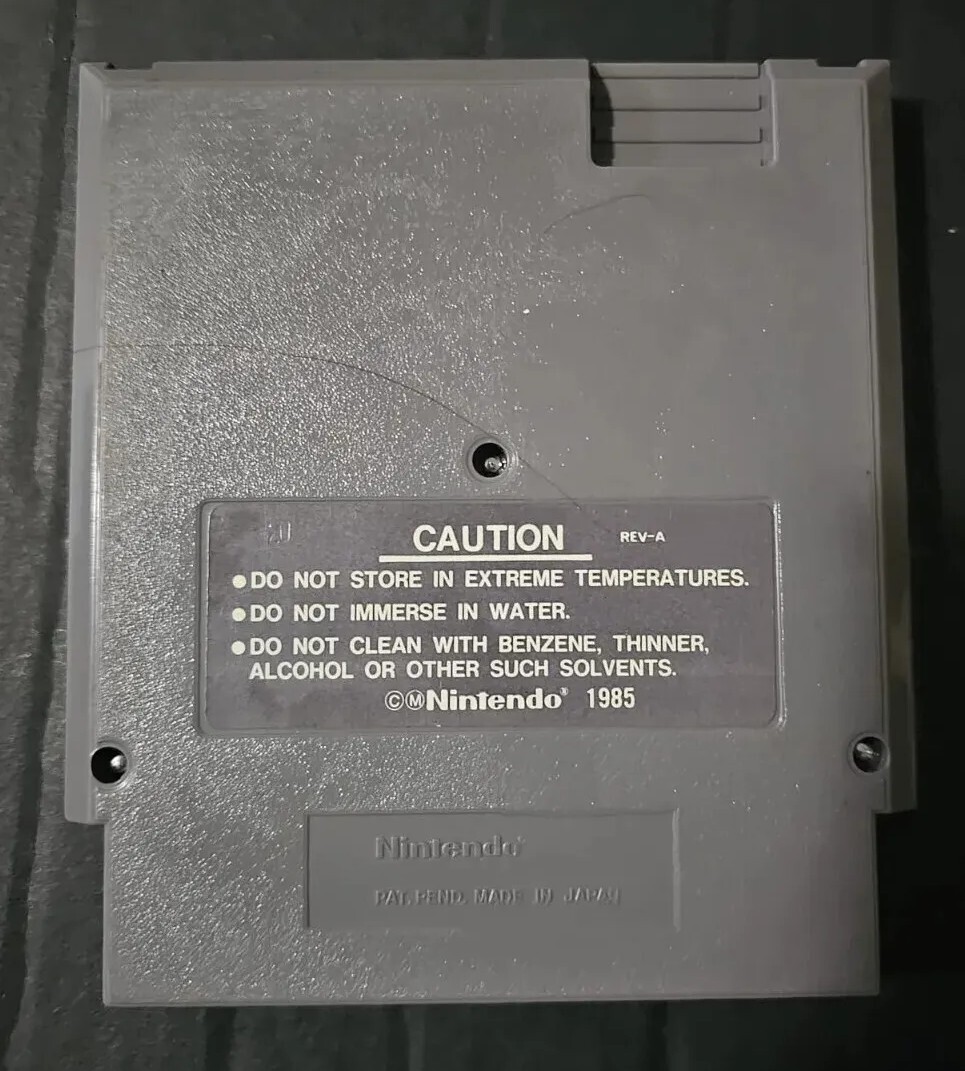 20
CAUTION REV-A
●DO NOT STORE IN EXTREME TEMPERATURES.
●DO NOT IMMERSE IN WATER.
●DO NOT CLEAN WITH BENZENE, THINNER,
ALCOHOL OR OTHER SUCH SOLVENTS.
©ⓂNintendo® 1985
Nintendo®
PAT. PEND. MADE IN JAPAN